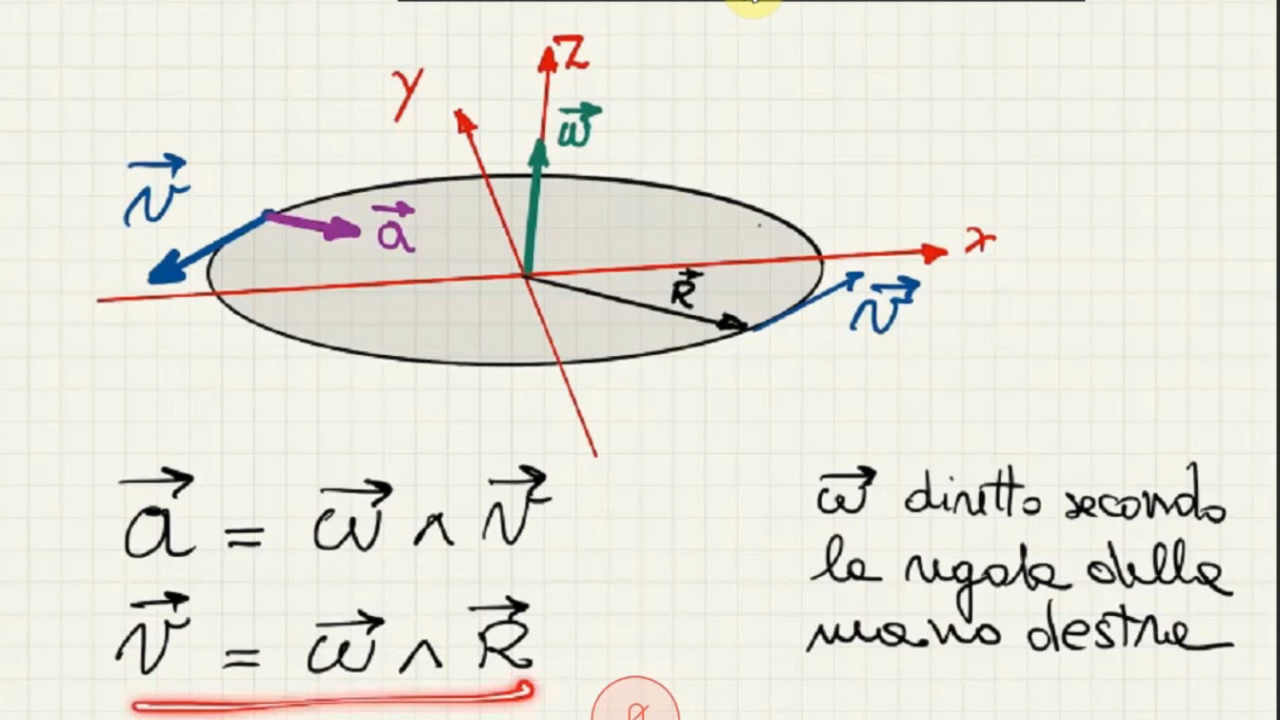 z
y
ω⃗
v⃗
a⃗
x
R⃗
v⃗
a⃗ = ω⃗ ∧ v⃗
v⃗ = ω⃗ ∧ R⃗
ω⃗ diretto secondo
la regola della
mano destra